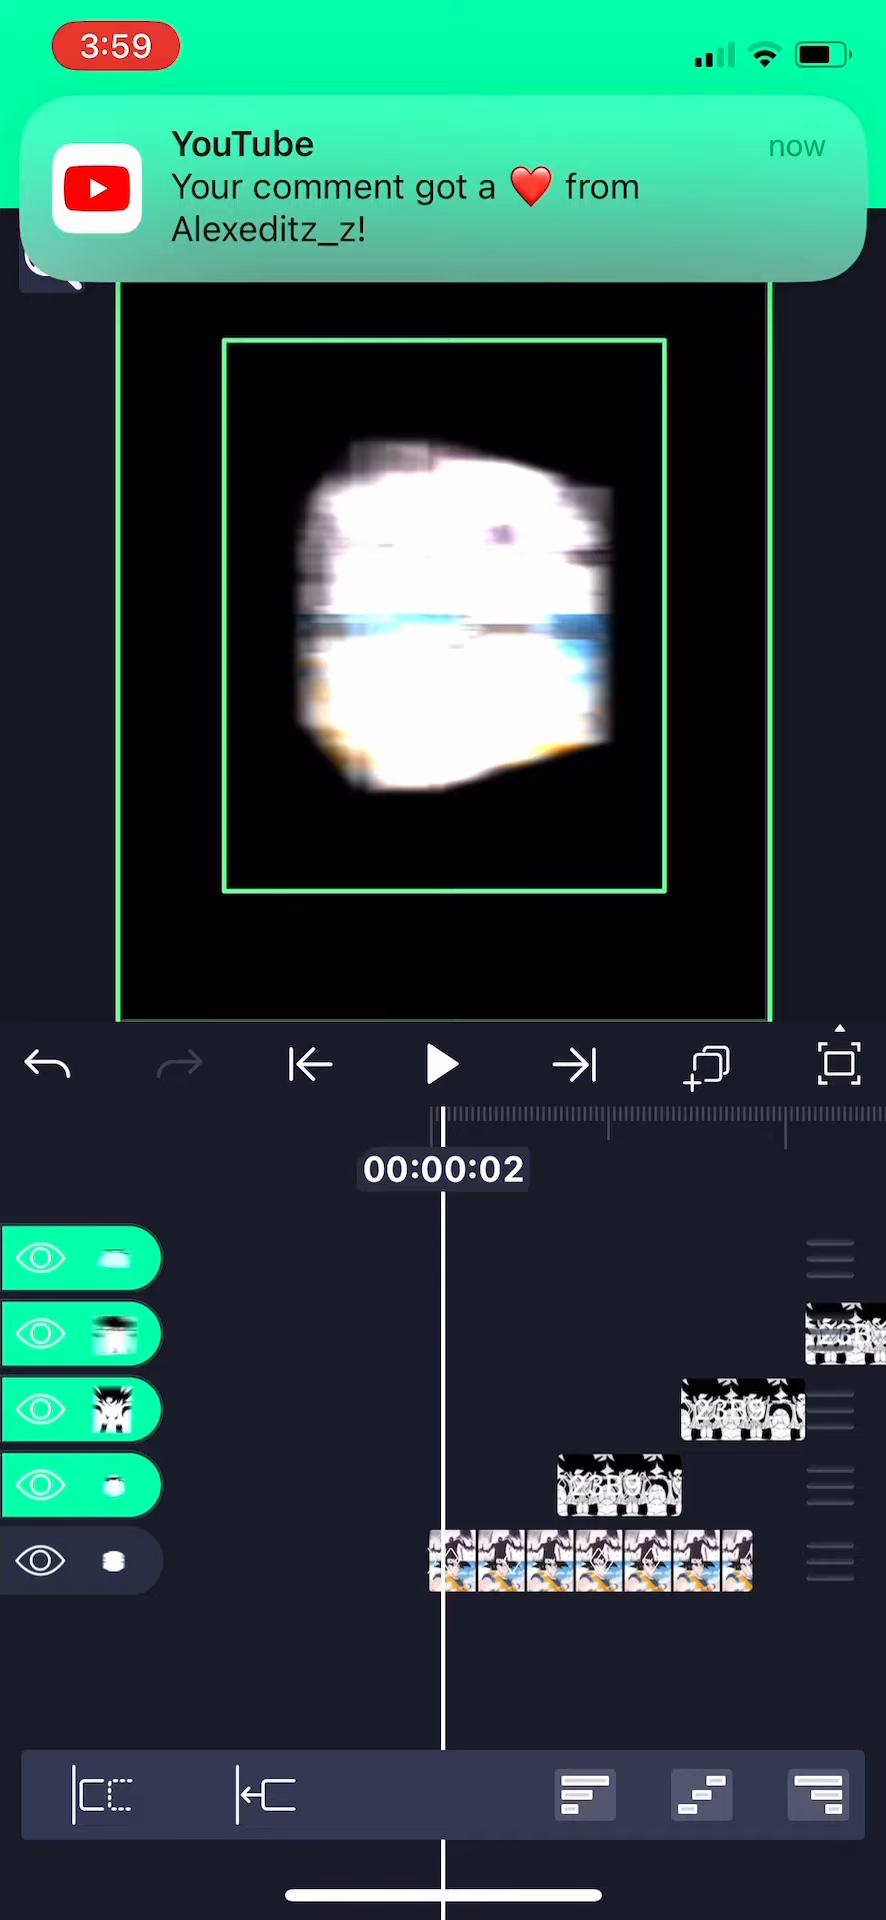 3:59
YouTube
now
Your comment got a ❤️ from
Alexeditz_z!
00:00:02